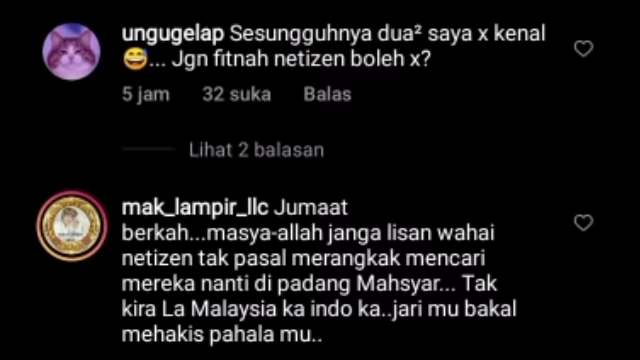 ungugelap Sesungguhnya dua² saya x kenal
😅... Jgn fitnah netizen boleh x?
5 jam 32 suka Balas
Lihat 2 balasan
mak_lampir_llc Jumaat
berkah...masya-allah janga lisan wahai
netizen tak pasal merangkak mencari
mereka nanti di padang Mahsyar... Tak
kira La Malaysia ka indo ka..jari mu bakal
mehakis pahala mu..